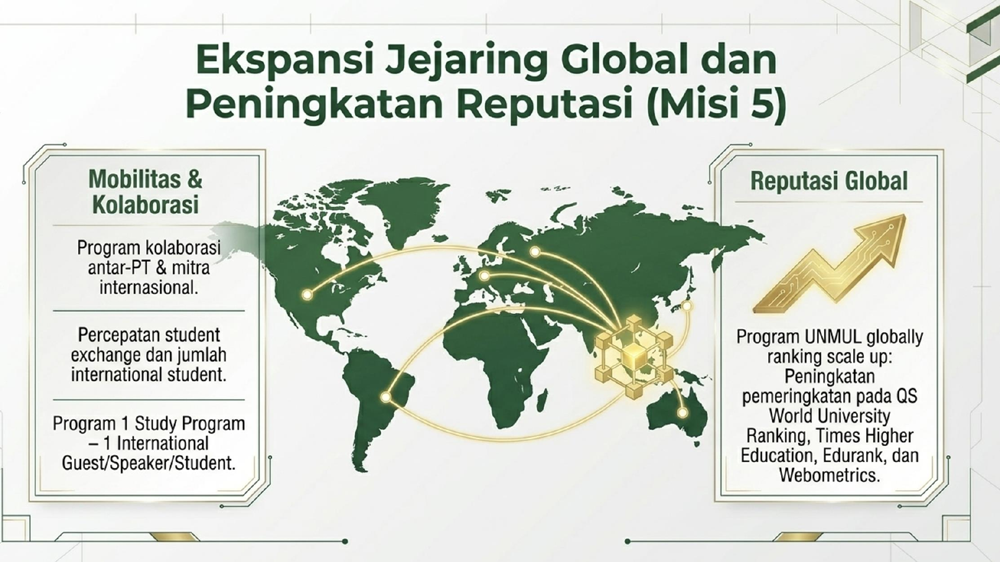 Ekspansi Jejaring Global dan
Peningkatan Reputasi (Misi 5)
Mobilitas &
Kolaborasi
Program kolaborasi
antar-PT & mitra
internasional.
Percepatan student
exchange dan jumlah
international student.
Program 1 Study Program
– 1 International
Guest/Speaker/Student.
Reputasi Global
Program UNMUL globally
ranking scale up:
Peningkatan
pemeringkatan pada QS
World University
Ranking, Times Higher
Education, Edurank, dan
Webometrics.